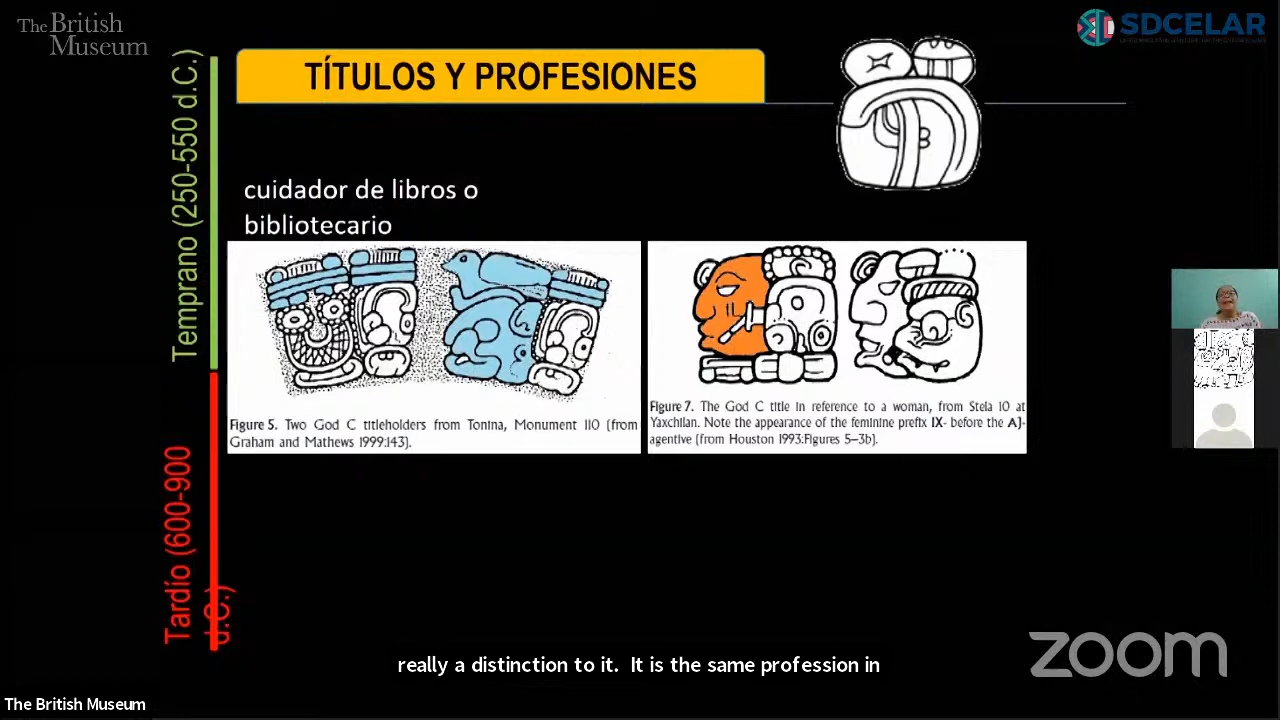 The British
Museum
SDCELAR
TÍTULOS Y PROFESIONES
Temprano (250-550 d.C.)
cuidador de libros o
bibliotecario
Figure 5. Two God C titleholders from Tonina, Monument 110 (from
Graham and Mathews 1999:143).
Figure 7. The God C title in reference to a woman, from Stela 10 at
Yaxchilan. Note the appearance of the feminine prefix IX- before the AJ-
agentive (from Houston 1993:Figures 5–3b).
Tardío (600-900
d.C.)
really a distinction to it. It is the same profession in
zoom
The British Museum